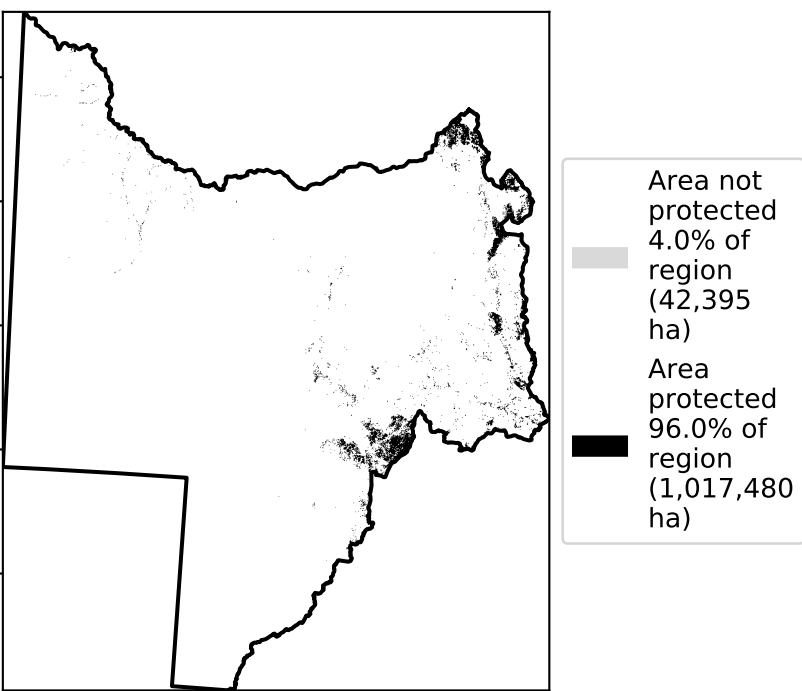 Area not
protected
4.0% of
region
(42,395
ha)
Area
protected
96.0% of
region
(1,017,480
ha)